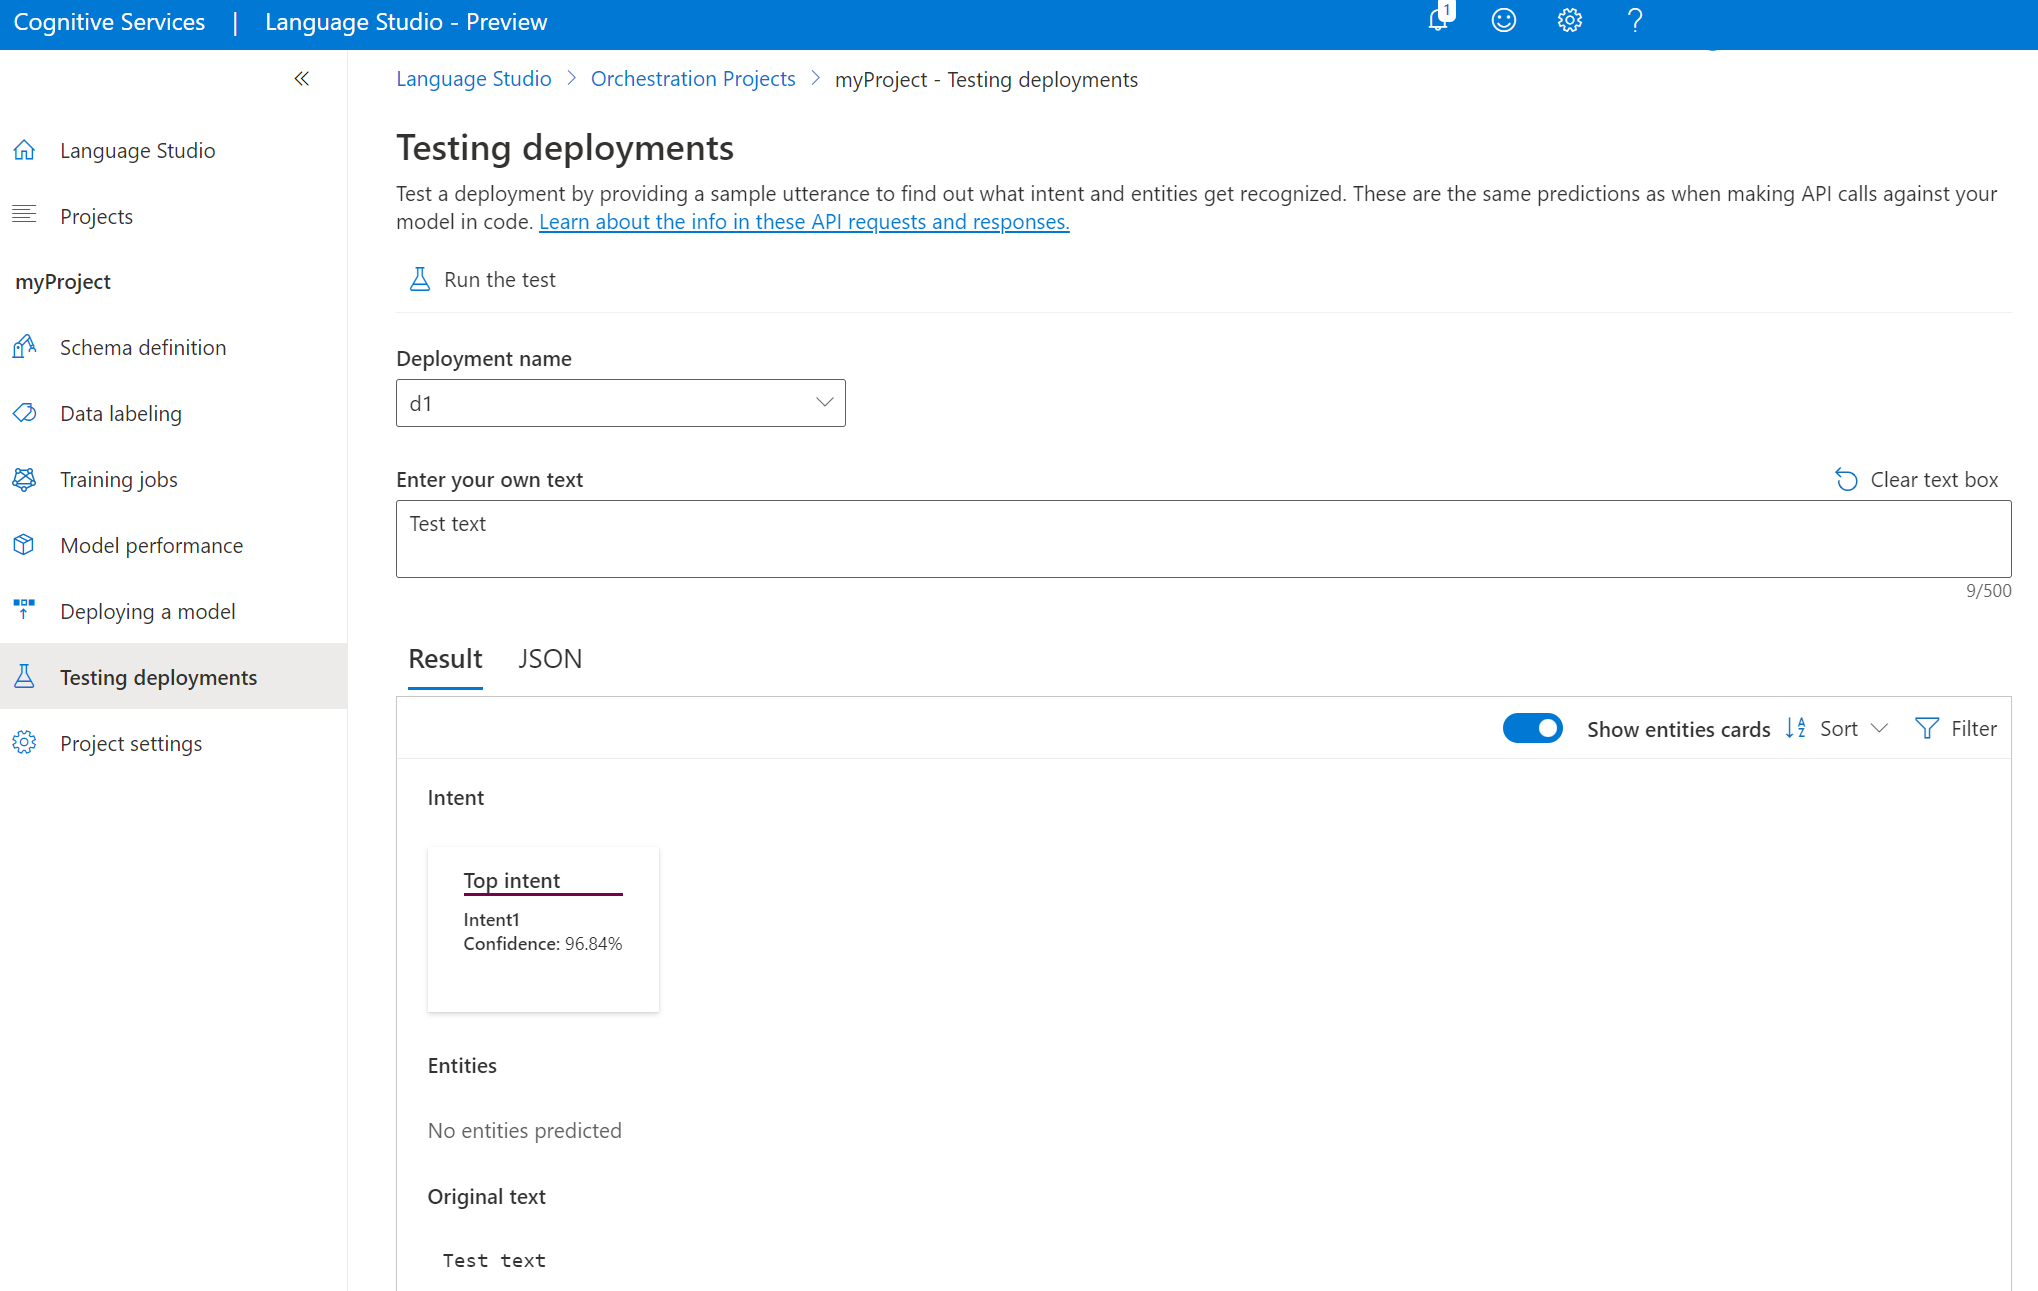 Cognitive Services | Language Studio - Preview
1
Language Studio > Orchestration Projects > myProject - Testing deployments
Language Studio
Projects
myProject
Schema definition
Data labeling
Training jobs
Model performance
Deploying a model
Testing deployments
Project settings
Testing deployments
Test a deployment by providing a sample utterance to find out what intent and entities get recognized. These are the same predictions as when making API calls against your
model in code. Learn about the info in these API requests and responses.
Run the test
Deployment name
d1
Enter your own text
Clear text box
Test text
9/500
Result JSON
Show entities cards Sort Filter
Intent
Top intent
Intent1
Confidence: 96.84%
Entities
No entities predicted
Original text
Test text